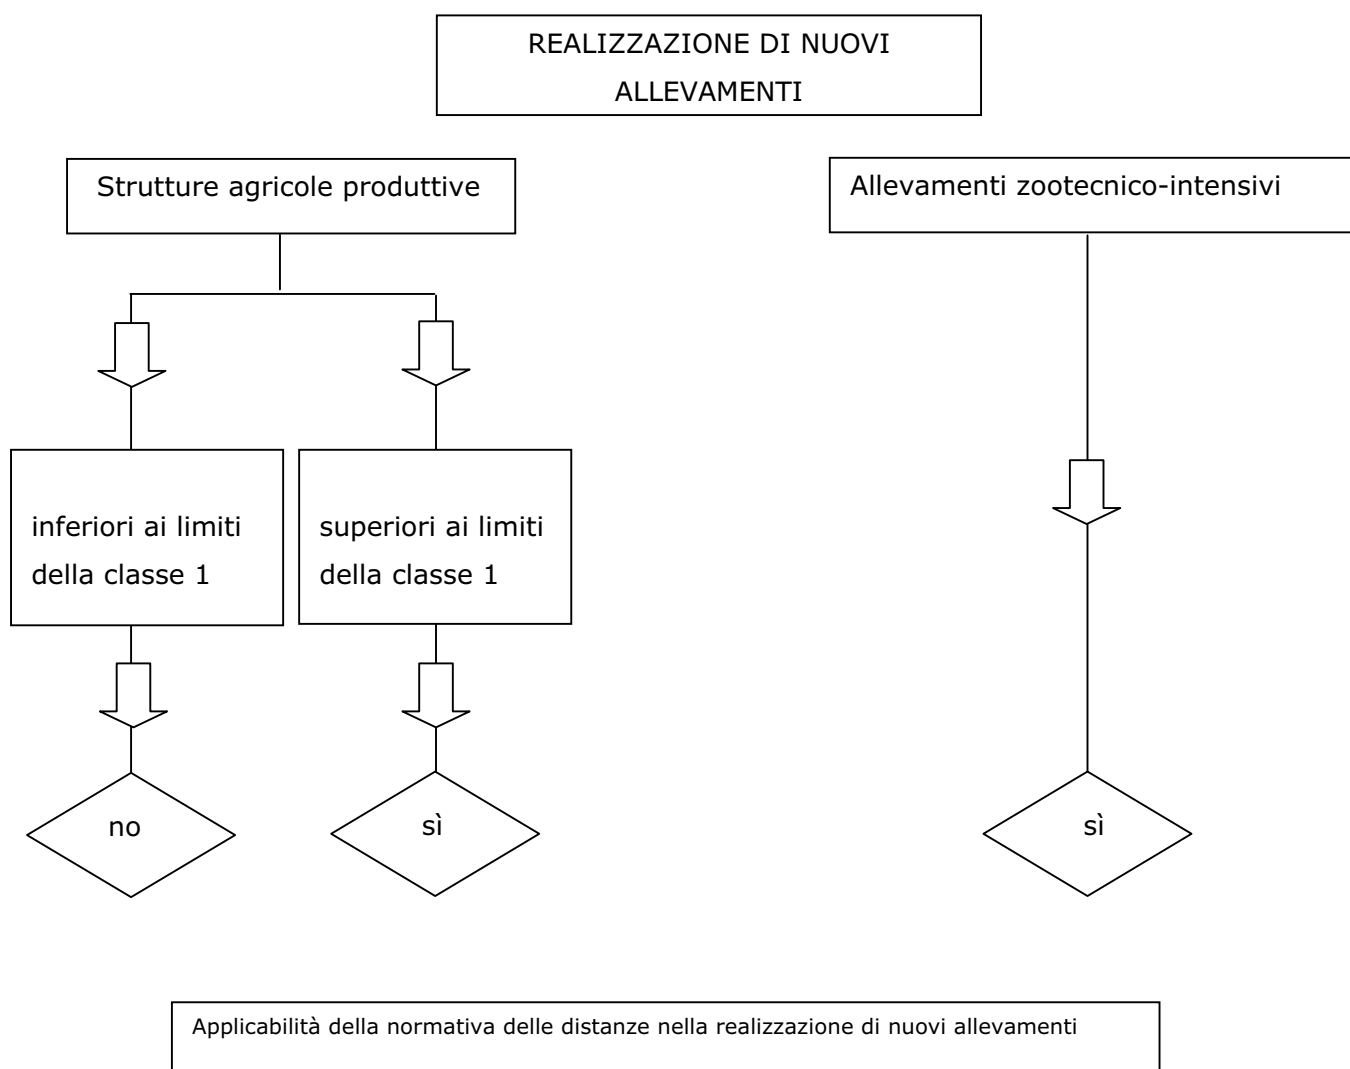 REALIZZAZIONE DI NUOVI
ALLEVAMENTI
Strutture agricole produttive
Allevamenti zootecnico-intensivi
inferiori ai limiti
della classe 1
superiori ai limiti
della classe 1
no
sì
sì
Applicabilità della normativa delle distanze nella realizzazione di nuovi allevamenti